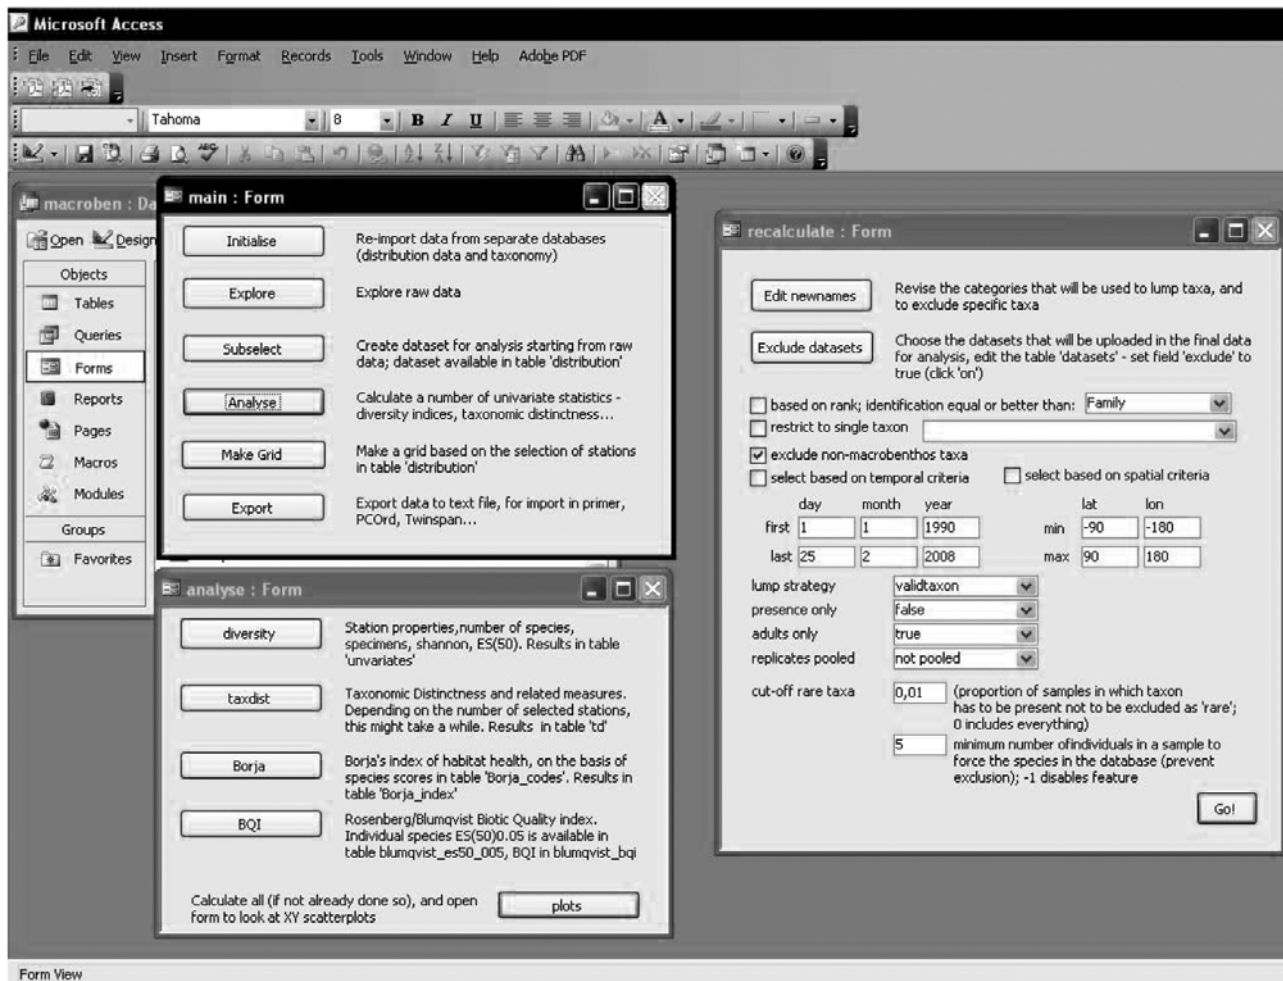 Microsoft Access
File Edit View Insert Format Records Tools Window Help Adobe PDF
Tahoma 8 B I U A
macroben : Da
Open Design
Objects
Tables
Queries
Forms
Reports
Pages
Macros
Modules
Groups
Favorites
main : Form
Initialise Re-import data from separate databases
(distribution data and taxonomy)
Explore Explore raw data
Subselect Create dataset for analysis starting from raw
data; dataset available in table 'distribution'
Analyse Calculate a number of univariate statistics -
diversity indices, taxonomic distinctness...
Make Grid Make a grid based on the selection of stations
in table 'distribution'
Export Export data to text file, for import in primer,
PCOrd, Twinspan...
analyse : Form
diversity Station properties,number of species,
specimens, shannon, ES(50). Results in table
'unvariates'
taxdist Taxonomic Distinctness and related measures.
Depending on the number of selected stations,
this might take a while. Results in table 'td'
Borja Borja's index of habitat health, on the basis of
species scores in table 'Borja_codes'. Results in
table 'Borja_index'
BQI Rosenberg/Blumqvist Biotic Quality index.
Individual species ES(50)0.05 is available in
table blumqvist_es50_005, BQI in blumqvist_bqi
Calculate all (if not already done so), and open
form to look at XY scatterplots
plots
recalculate : Form
Edit newnames Revise the categories that will be used to lump taxa, and
to exclude specific taxa
Exclude datasets Choose the datasets that will be uploaded in the final data
for analysis, edit the table 'datasets' - set field 'exclude' to
true (click 'on')
based on rank; identification equal or better than: Family
restrict to single taxon
exclude non-macrobenthos taxa
select based on temporal criteria select based on spatial criteria
day month year lat lon
first 1 1 1990 min -90 -180
last 25 2 2008 max 90 180
lump strategy validtaxon
presence only false
adults only true
replicates pooled not pooled
cut-off rare taxa 0,01 (proportion of samples in which taxon
has to be present not to be excluded as 'rare';
0 includes everything)
5 minimum number ofindividuals in a sample to
force the species in the database (prevent
exclusion); -1 disables feature
Go!
Form View